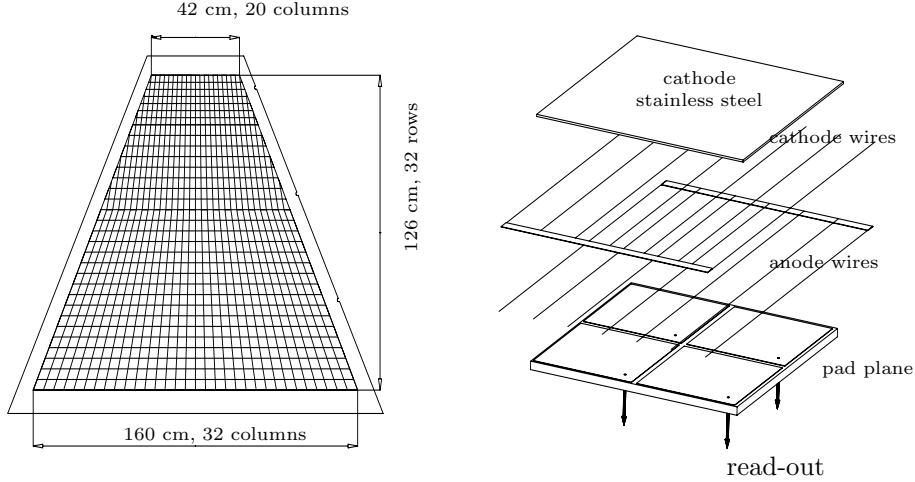 42 cm, 20 columns
126 cm, 32 rows
160 cm, 32 columns
cathode
stainless steel
cathode wires
anode wires
pad plane
read-out